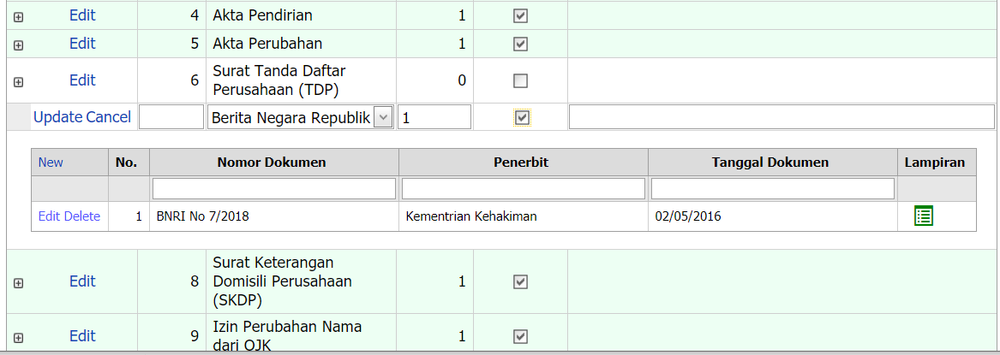 Edit 4 Akta Pendirian 1
Edit 5 Akta Perubahan 1
Edit 6 Surat Tanda Daftar 0
Perusahaan (TDP)
Update Cancel Berita Negara Republik 1
New No. Nomor Dokumen Penerbit Tanggal Dokumen Lampiran
Edit Delete 1 BNRI No 7/2018 Kementrian Kehakiman 02/05/2016
Surat Keterangan
Edit 8 Domisili Perusahaan 1
(SKDP)
Edit 9 Izin Perubahan Nama 1
dari OJK